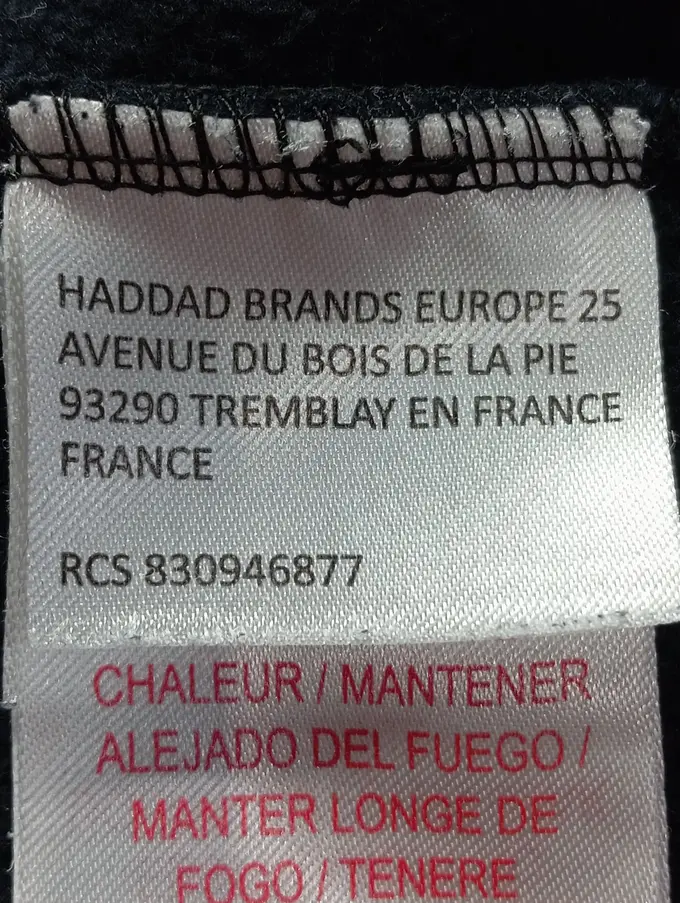 HADDAD BRANDS EUROPE 25
AVENUE DU BOIS DE LA PIE
93290 TREMBLAY EN FRANCE
FRANCE
RCS 830946877
CHALEUR / MANTENER
ALEJADO DEL FUEGO /
MANTER LONGE DE
FOGO / TENERE